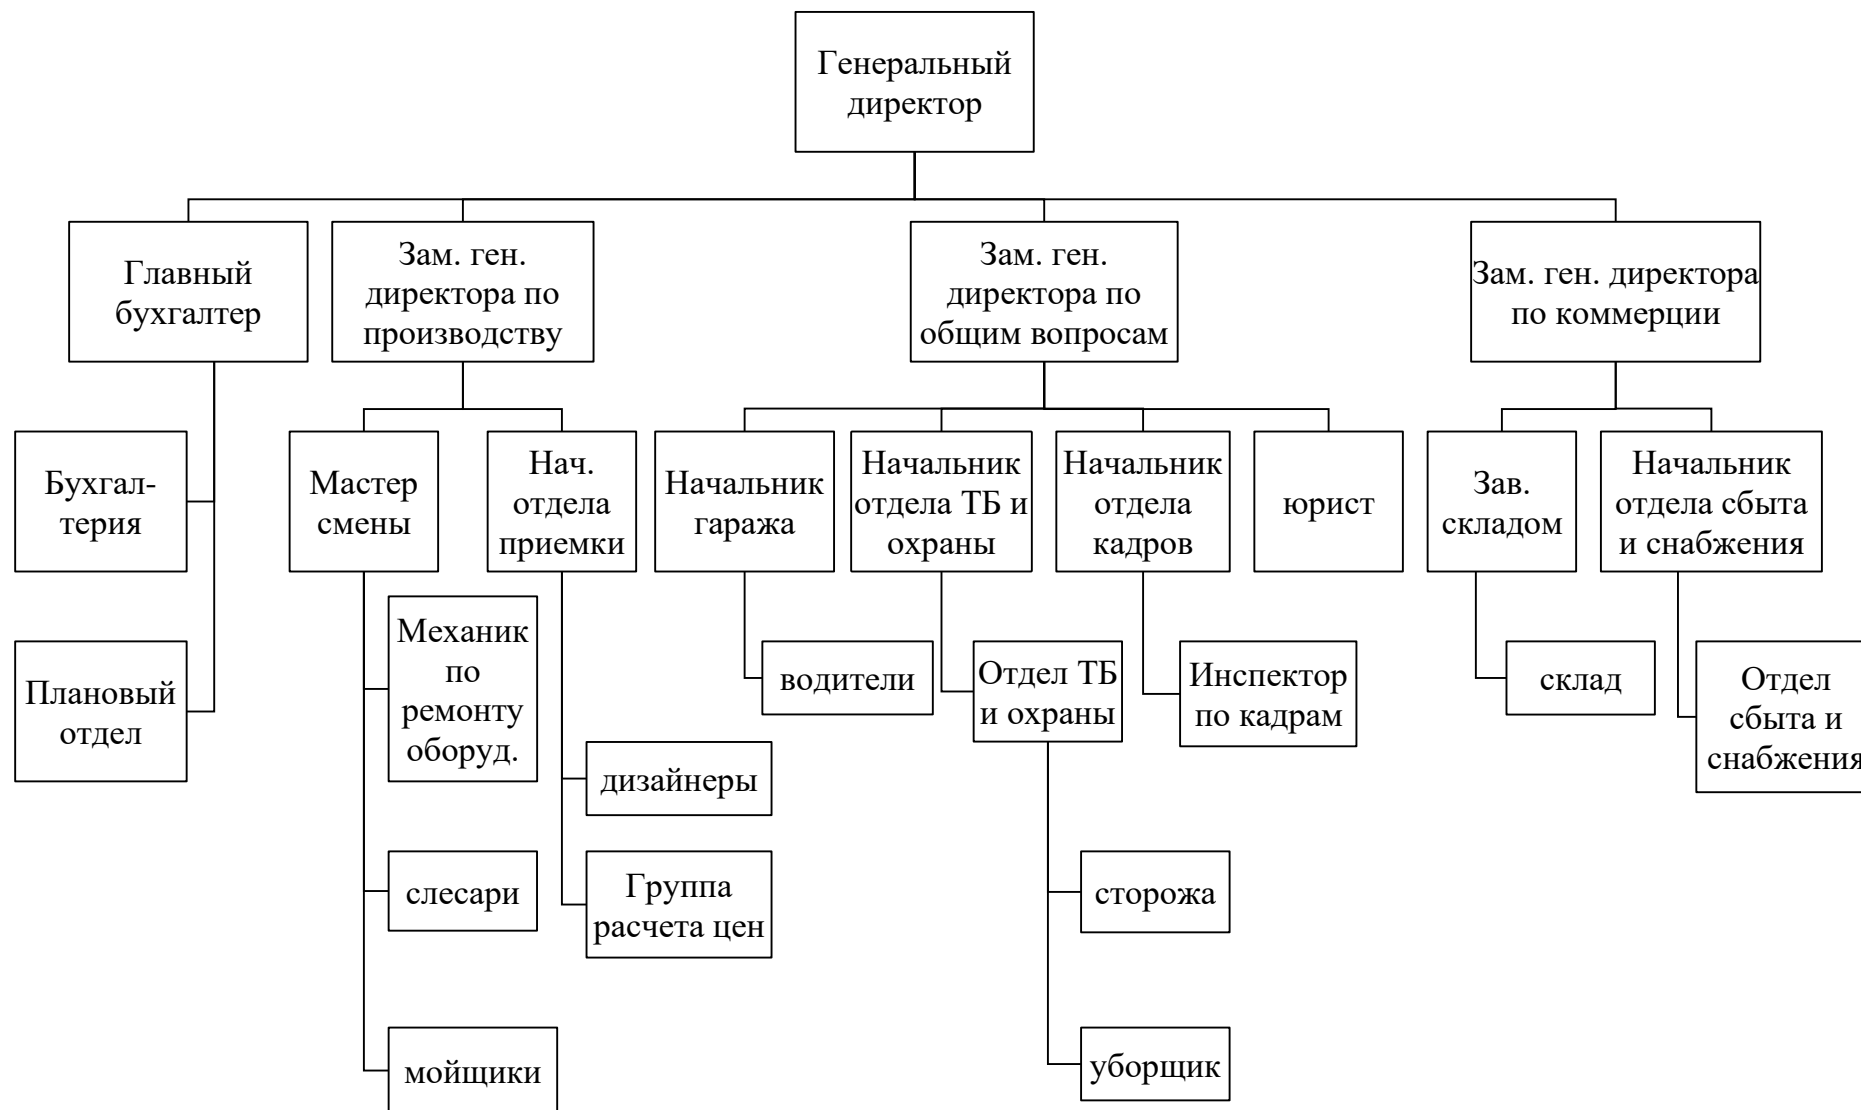 Генеральный
директор
Главный
бухгалтер
Зам. ген.
директора по
производству
Зам. ген.
директора по
общим вопросам
Зам. ген. директора
по коммерции
Бухгал-
терия
Мастер
смены
Нач.
отдела
приемки
Начальник
гаража
Начальник
отдела ТБ и
охраны
Начальник
отдела
кадров
юрист
Зав.
складом
Начальник
отдела сбыта
и снабжения
Плановый
отдел
Механик
по
ремонту
оборуд.
водители
Отдел ТБ
и охраны
Инспектор
по кадрам
склад
Отдел
сбыта и
снабжения
дизайнеры
слесари
Группа
расчета цен
сторожа
мойщики
уборщик